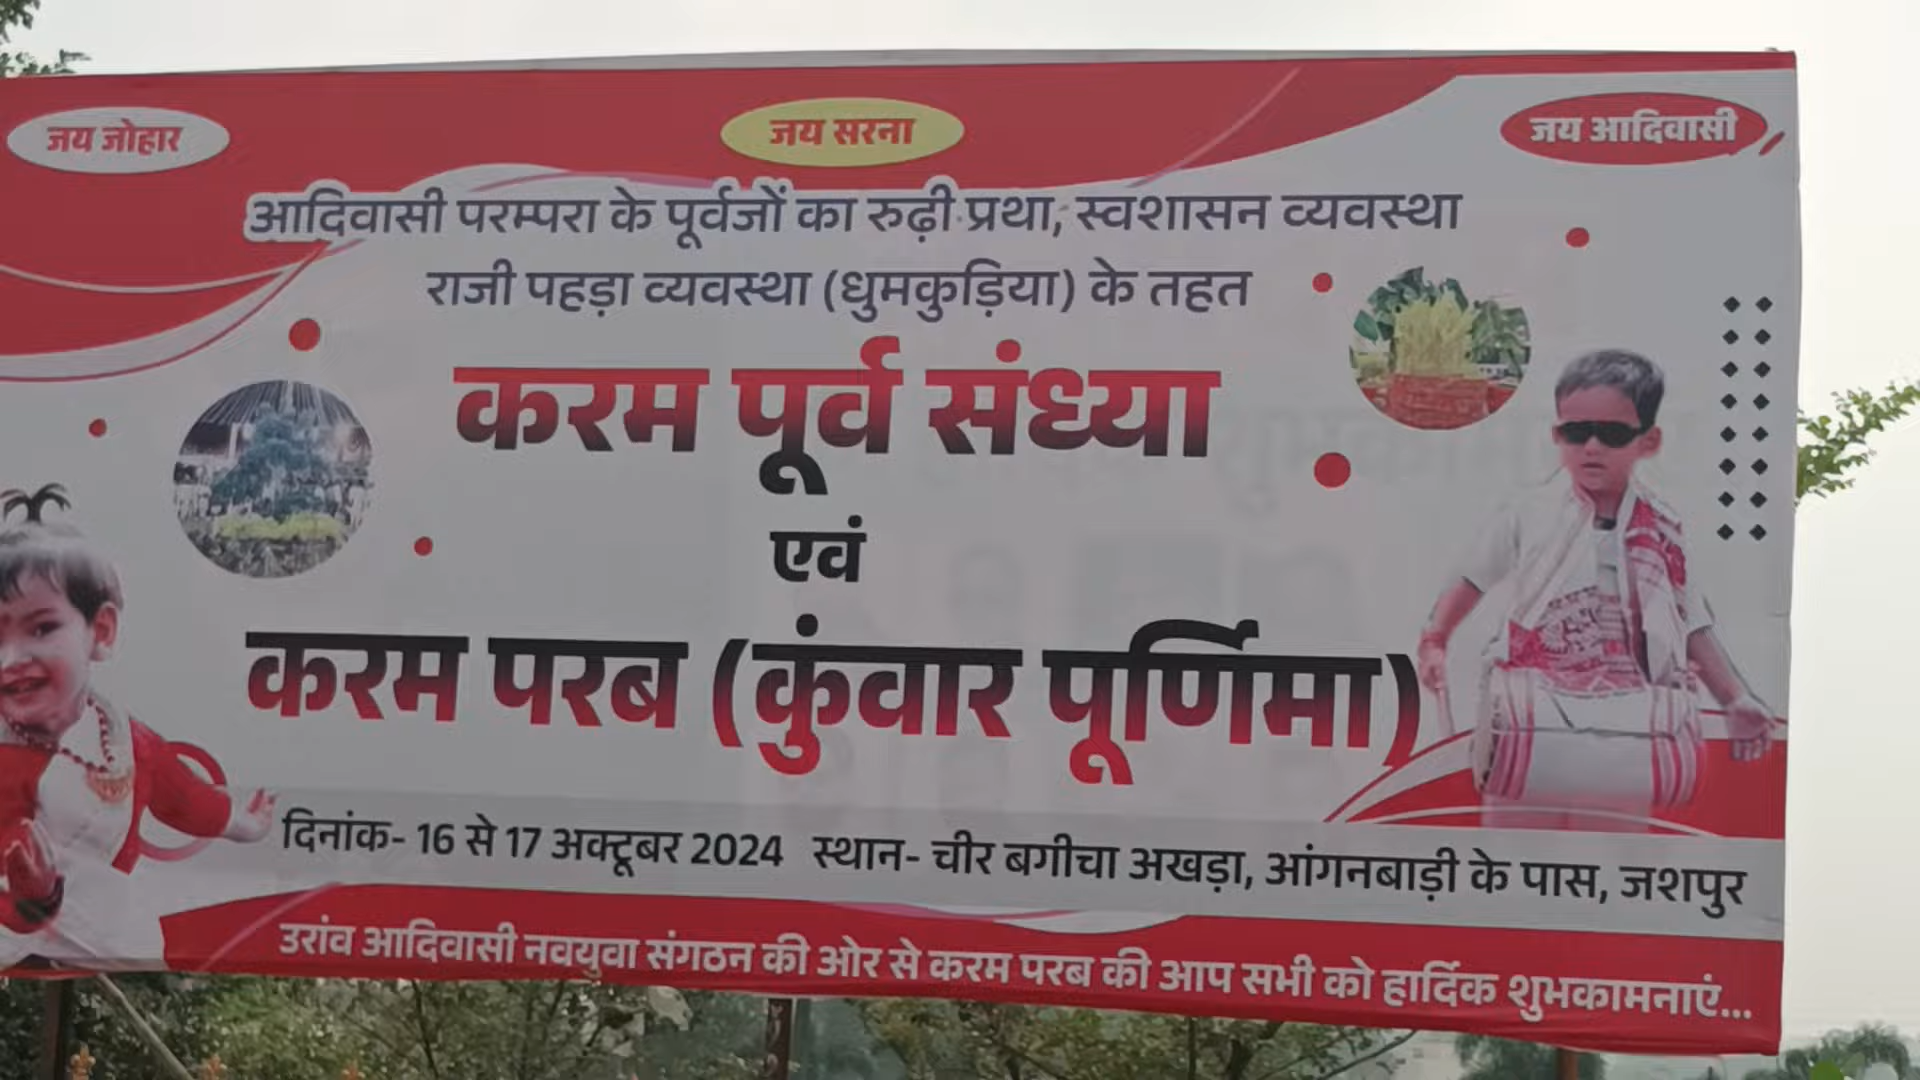 जय जोहार
जय सरना
जय आदिवासी
आदिवासी परम्परा के पूर्वजों का रुढ़ी प्रथा, स्वशासन व्यवस्था
राजी पहड़ा व्यवस्था (धुमकुड़िया) के तहत
करम पूर्व संध्या
एवं
करम परब (कुंवार पूर्णिमा)
दिनांक- 16 से 17 अक्टूबर 2024 स्थान- चीर बगीचा अखड़ा, आंगनबाड़ी के पास, जशपुर
उरांव आदिवासी नवयुवा संगठन की ओर से करम परब की आप सभी को हार्दिक शुभकामनाएं...